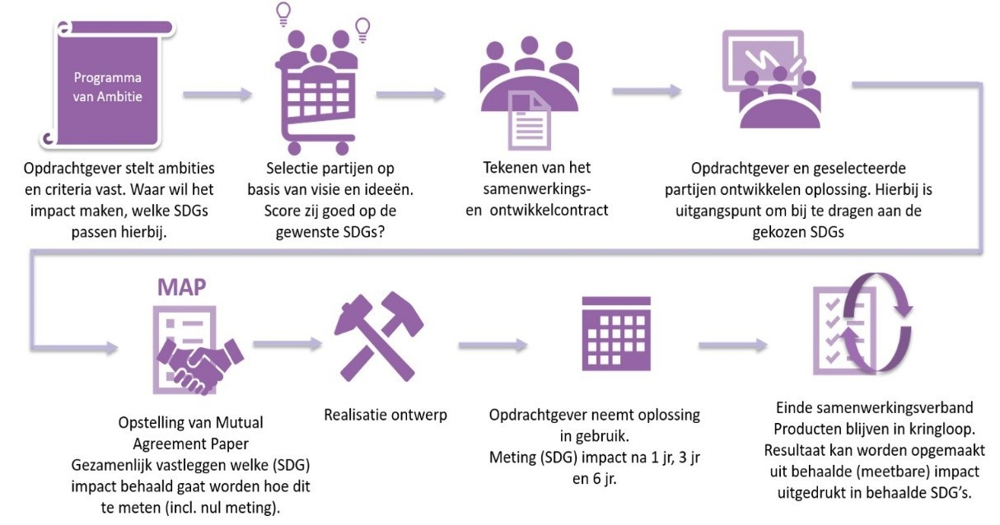 Programma
van Ambitie
Opdrachtgever stelt ambities
en criteria vast. Waar wil het
impact maken, welke SDGs
passen hierbij.
Selectie partijen op
basis van visie en ideeën.
Score zij goed op de
gewenste SDGs?
Tekenen van het
samenwerkings-
en ontwikkelcontract
Opdrachtgever en geselecteerde
partijen ontwikkelen oplossing. Hierbij is
uitgangspunt om bij te dragen aan de
gekozen SDGs
MAP
Opstelling van Mutual
Agreement Paper
Gezamenlijk vastleggen welke (SDG)
impact behaald gaat worden hoe dit
te meten (incl. nul meting).
Realisatie ontwerp
Opdrachtgever neemt oplossing
in gebruik.
Meting (SDG) impact na 1 jr, 3 jr
en 6 jr.
Einde samenwerkingsverband
Producten blijven in kringloop.
Resultaat kan worden opgemaakt
uit behaalde (meetbare) impact
uitgedrukt in behaalde SDG’s.